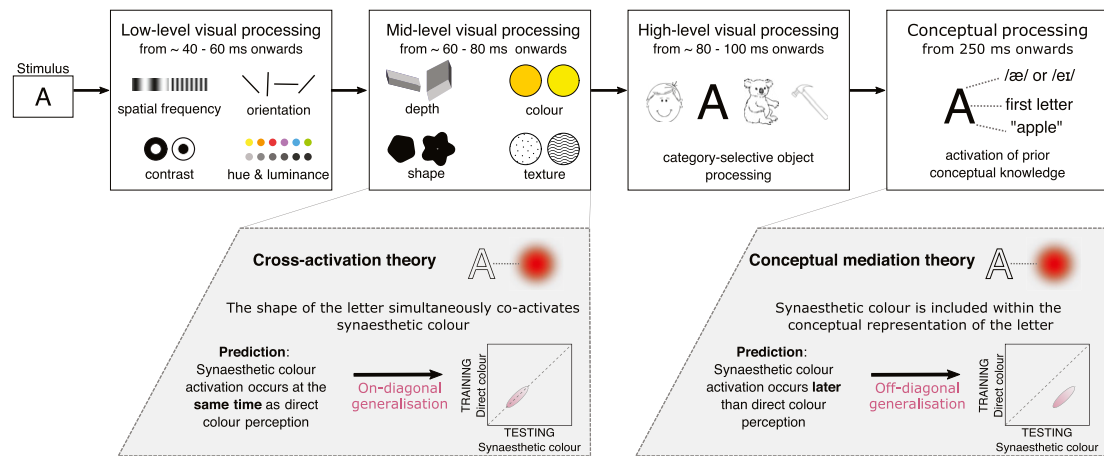 Stimulus
A
Low-level visual processing
from ~ 40 - 60 ms onwards
spatial frequency
orientation
contrast
hue & luminance
Mid-level visual processing
from ~ 60 - 80 ms onwards
depth
colour
shape
texture
High-level visual processing
from ~ 80 - 100 ms onwards
A
category-selective object
processing
Conceptual processing
from 250 ms onwards
A
/æ/ or /eɪ/
first letter
"apple"
activation of prior
conceptual knowledge
Cross-activation theory
A
The shape of the letter simultaneously co-activates
synaesthetic colour
Prediction:
Synaesthetic colour
activation occurs at the
same time as direct
colour perception
On-diagonal
generalisation
TRAINING
Direct colour
TESTING
Synaesthetic colour
Conceptual mediation theory
A
Synaesthetic colour is included within the
conceptual representation of the letter
Prediction:
Synaesthetic colour
activation occurs later
than direct colour
perception
Off-diagonal
generalisation
TRAINING
Direct colour
TESTING
Synaesthetic colour